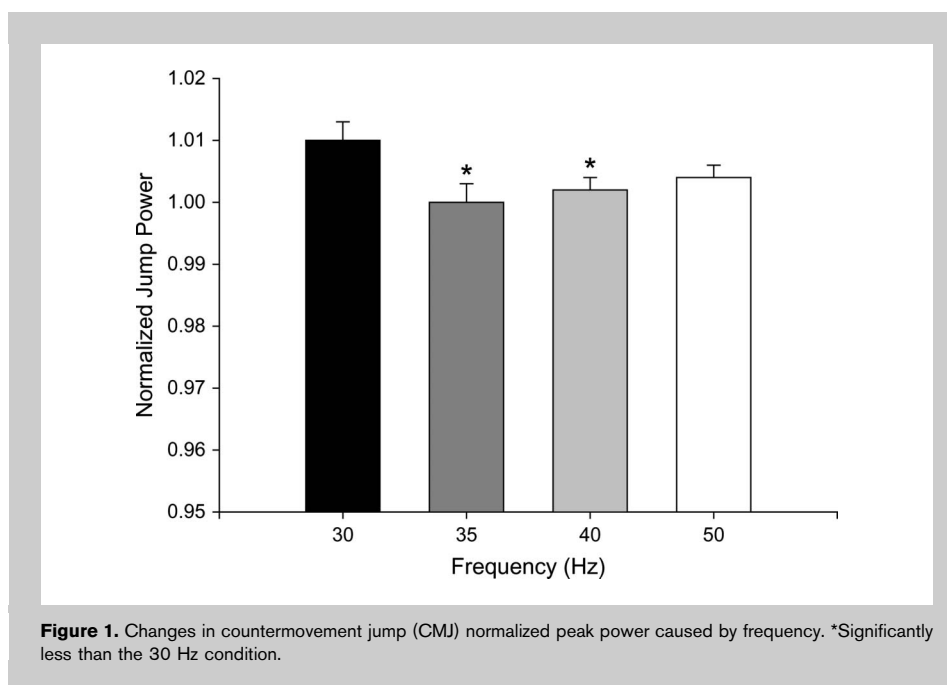 1.02
1.01
1.00
0.99
0.98
0.97
0.96
0.95
Normalized Jump Power
* *
30 35 40 50
Frequency (Hz)
Figure 1. Changes in countermovement jump (CMJ) normalized peak power caused by frequency. *Significantly
less than the 30 Hz condition.